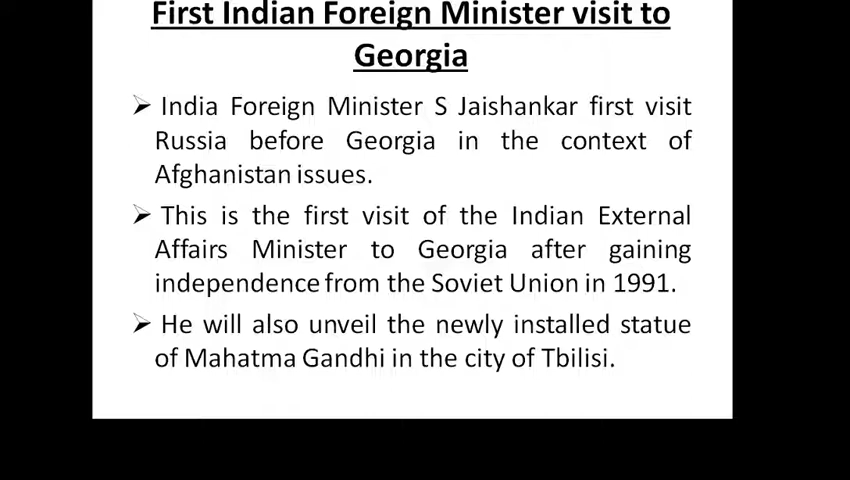 First Indian Foreign Minister visit to
Georgia
➢ India Foreign Minister S Jaishankar first visit
Russia before Georgia in the context of
Afghanistan issues.
➢ This is the first visit of the Indian External
Affairs Minister to Georgia after gaining
independence from the Soviet Union in 1991.
➢ He will also unveil the newly installed statue
of Mahatma Gandhi in the city of Tbilisi.